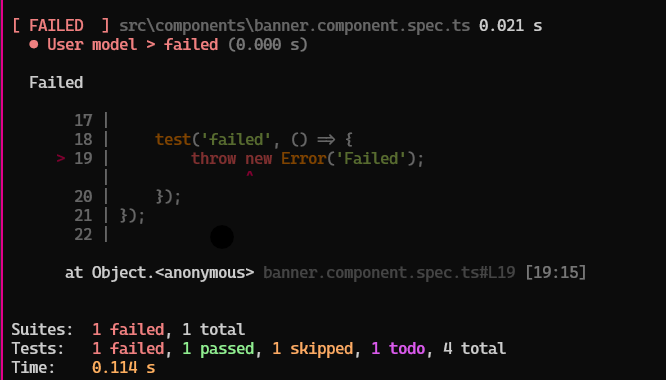 [ FAILED  ] src\components\banner.component.spec.ts 0.021 s
● User model > failed (0.000 s)
Failed
17 |
18 |     test('failed', () => {
> 19 |         throw new Error('Failed');
|               ^
20 |     });
21 | });
22 |
at Object.<anonymous> banner.component.spec.ts#L19 [19:15]
Suites:  1 failed, 1 total
Tests:   1 failed, 1 passed, 1 skipped, 1 todo, 4 total
Time:    0.114 s